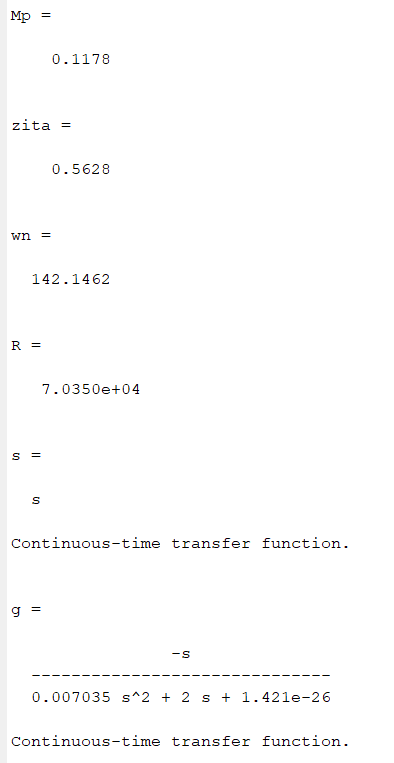 Mp =
0.1178
zita =
0.5628
wn =
142.1462
R =
7.0350e+04
s =
s
Continuous-time transfer function.
g =
-s
------------------------------
0.007035 s^2 + 2 s + 1.421e-26
Continuous-time transfer function.